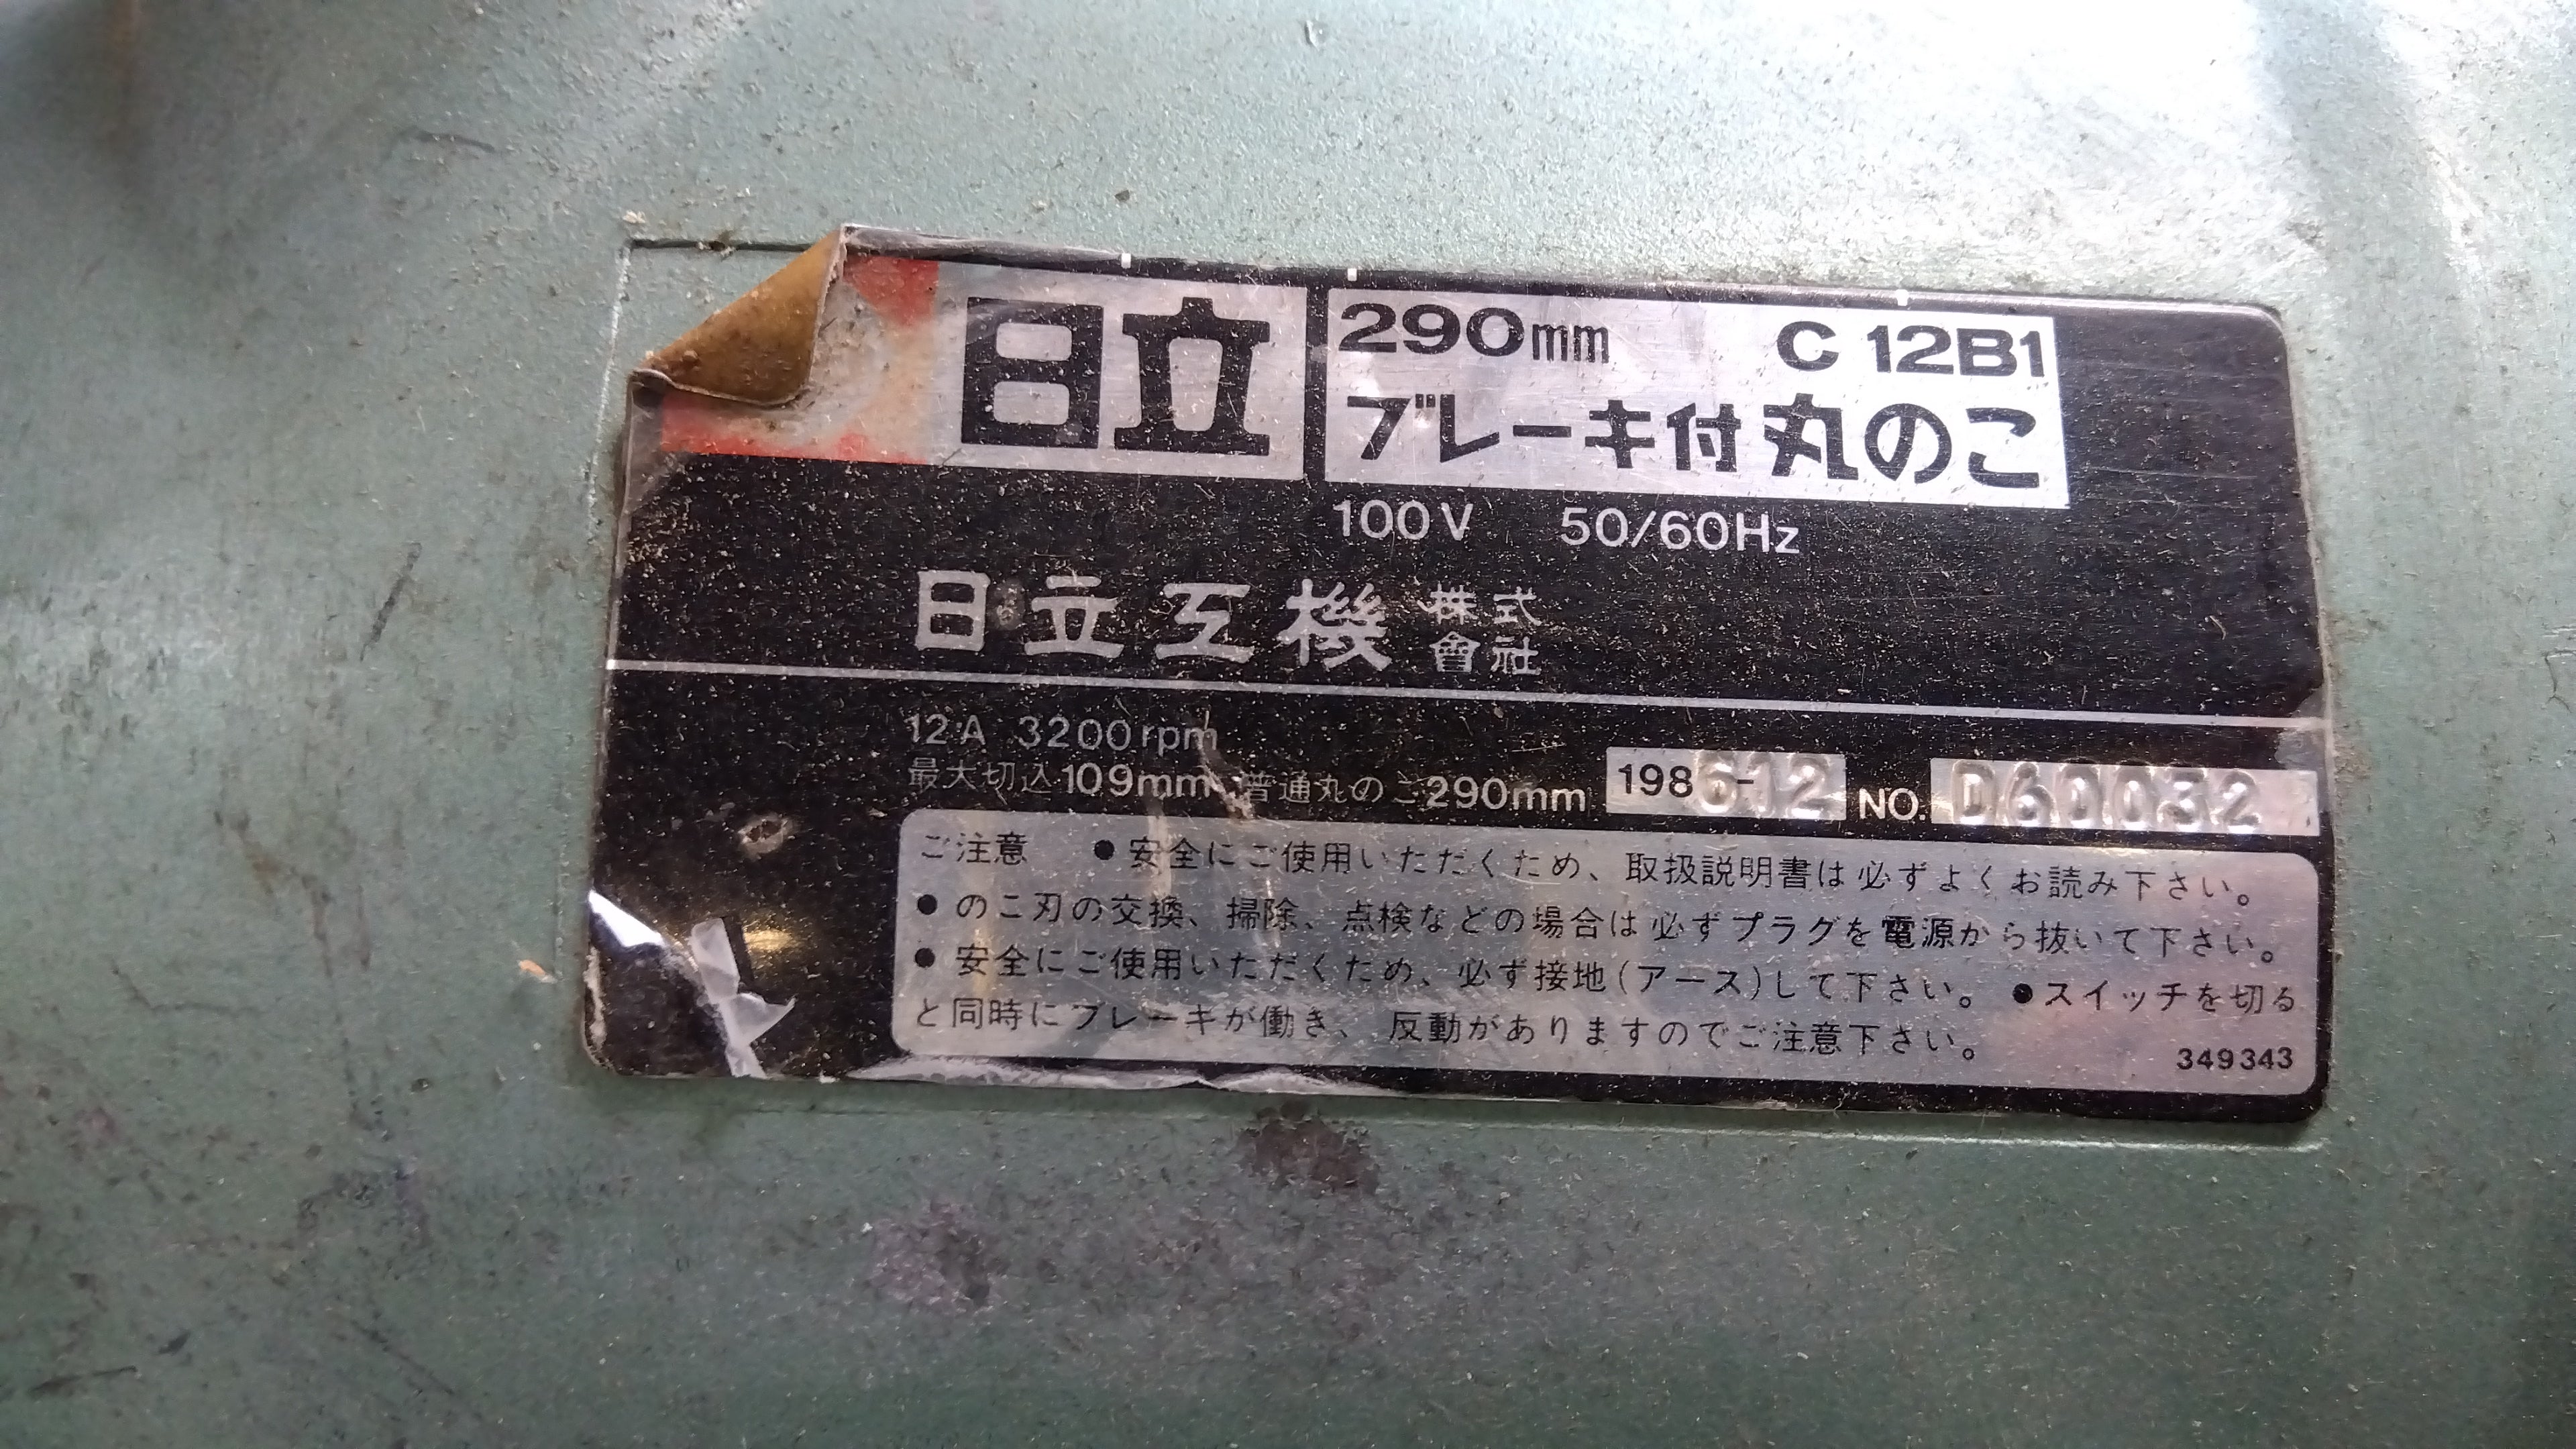 日立
290mm C 12B1
ブレーキ付 丸のこ
100V 50/60Hz
日立工機 株式會社
12A 3200rpm
最大切込109mm 普通丸のこ290mm 1986-12 NO. D60032
ご注意 ●安全にご使用いただくため、取扱説明書は必ずよくお読み下さい。
●のこ刃の交換、掃除、点検などの場合は必ずプラグを電源から抜いて下さい。
●安全にご使用いただくため、必ず接地(アース)して下さい。 ●スイッチを切る
と同時にブレーキが働き、反動がありますのでご注意下さい。
349343